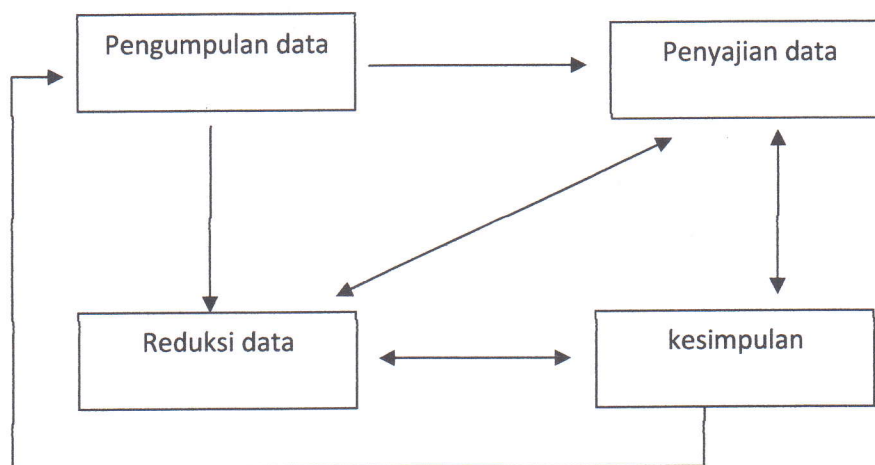 Pengumpulan data
Penyajian data
Reduksi data
kesimpulan